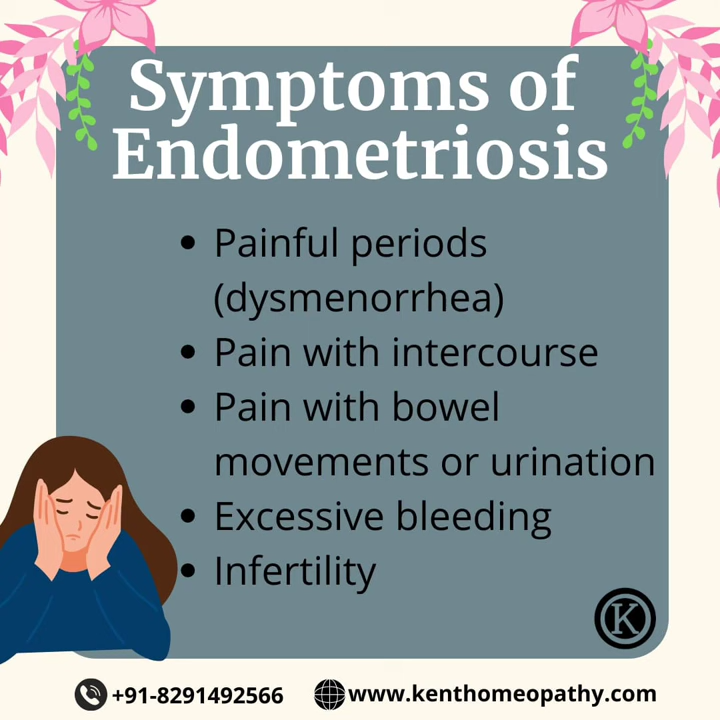 Symptoms of
Endometriosis
• Painful periods
(dysmenorrhea)
• Pain with intercourse
• Pain with bowel
movements or urination
• Excessive bleeding
• Infertility
K
+91-8291492566
www.kenthomeopathy.com